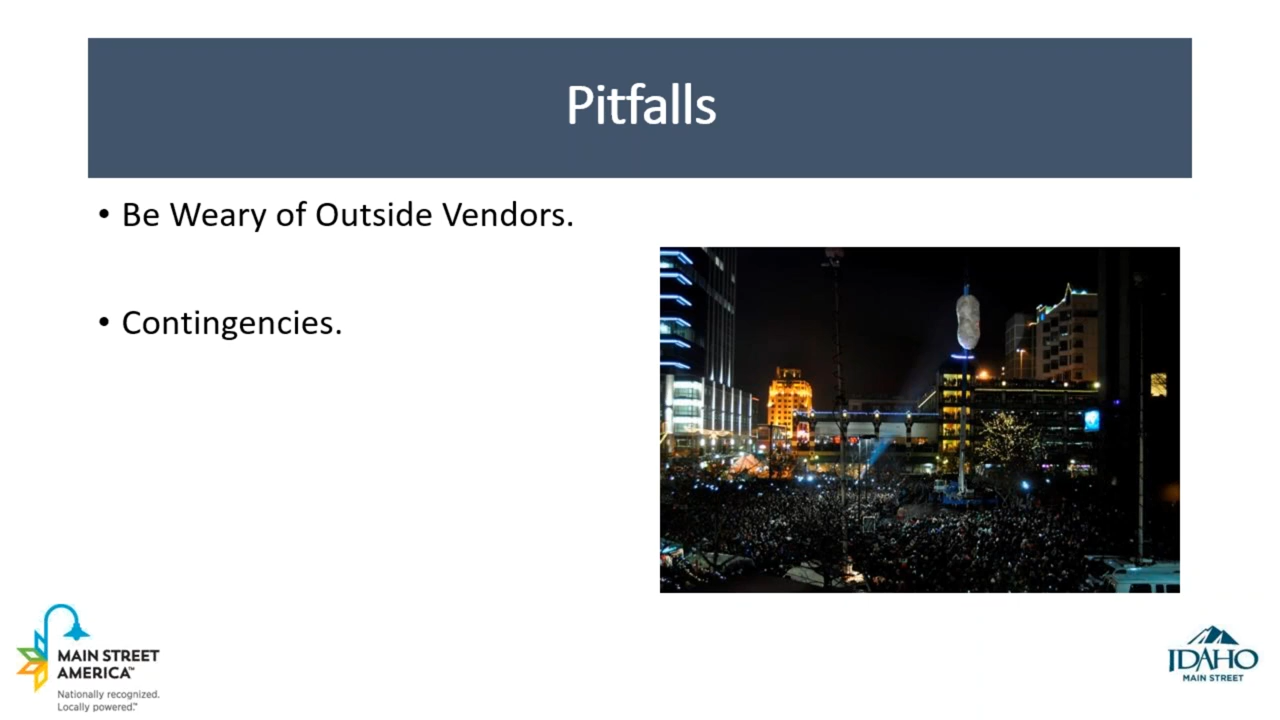 Pitfalls
• Be Weary of Outside Vendors.
• Contingencies.
MAIN STREET
AMERICA™
Nationally recognized.
Locally powered.™
IDAHO
MAIN STREET